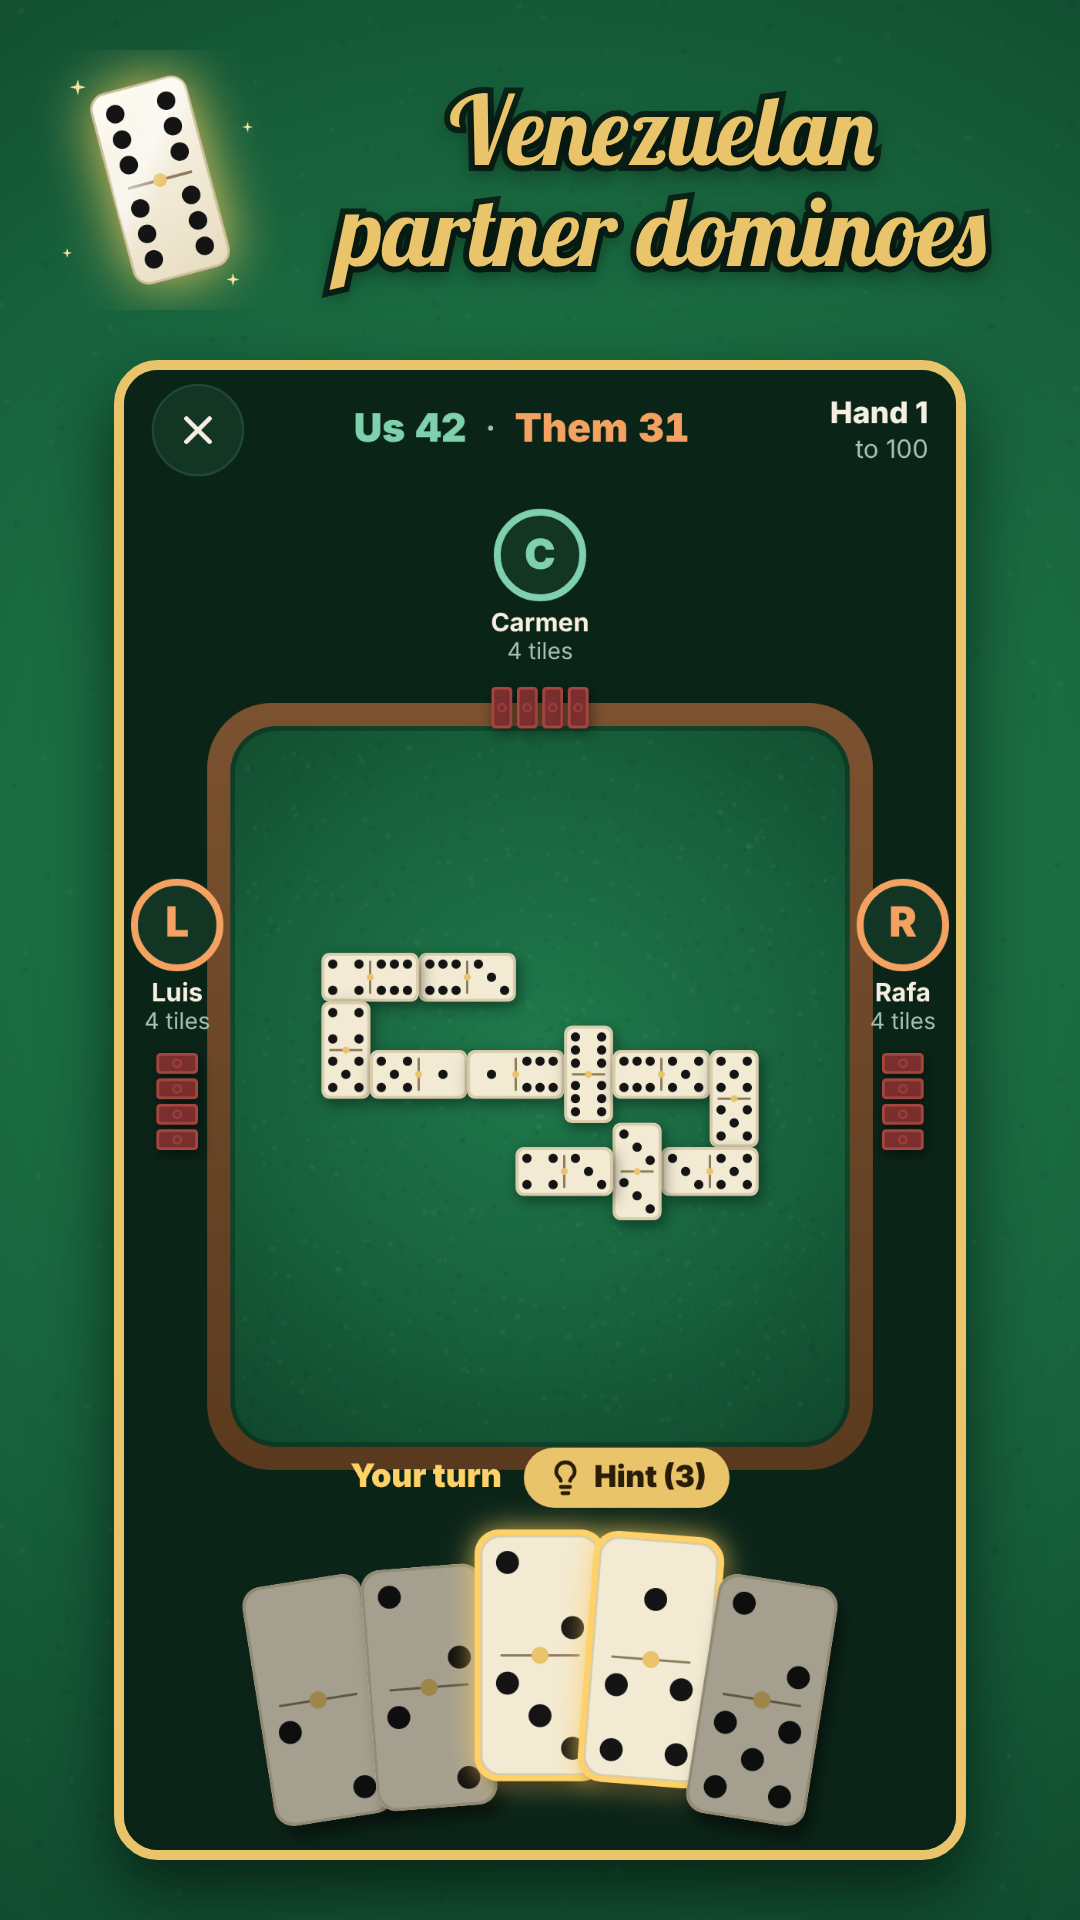 Venezuelan
partner dominoes
Us 42 · Them 31
Hand 1
to 100
C
Carmen
4 tiles
L
Luis
4 tiles
R
Rafa
4 tiles
Your turn
Hint (3)